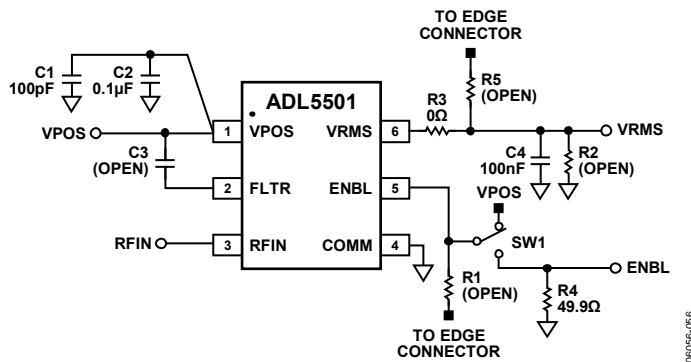 TO EDGE
CONNECTOR
C1
100pF
C2
0.1µF
ADL5501
R3
0Ω
R5
(OPEN)
VPOS
1
VPOS
VRMS
6
VRMS
C3
(OPEN)
C4
100nF
R2
(OPEN)
2
FLTR
ENBL
5
VPOS
RFIN
3
RFIN
COMM
4
SW1
R1
(OPEN)
ENBL
R4
49.9Ω
TO EDGE
CONNECTOR
06056-056